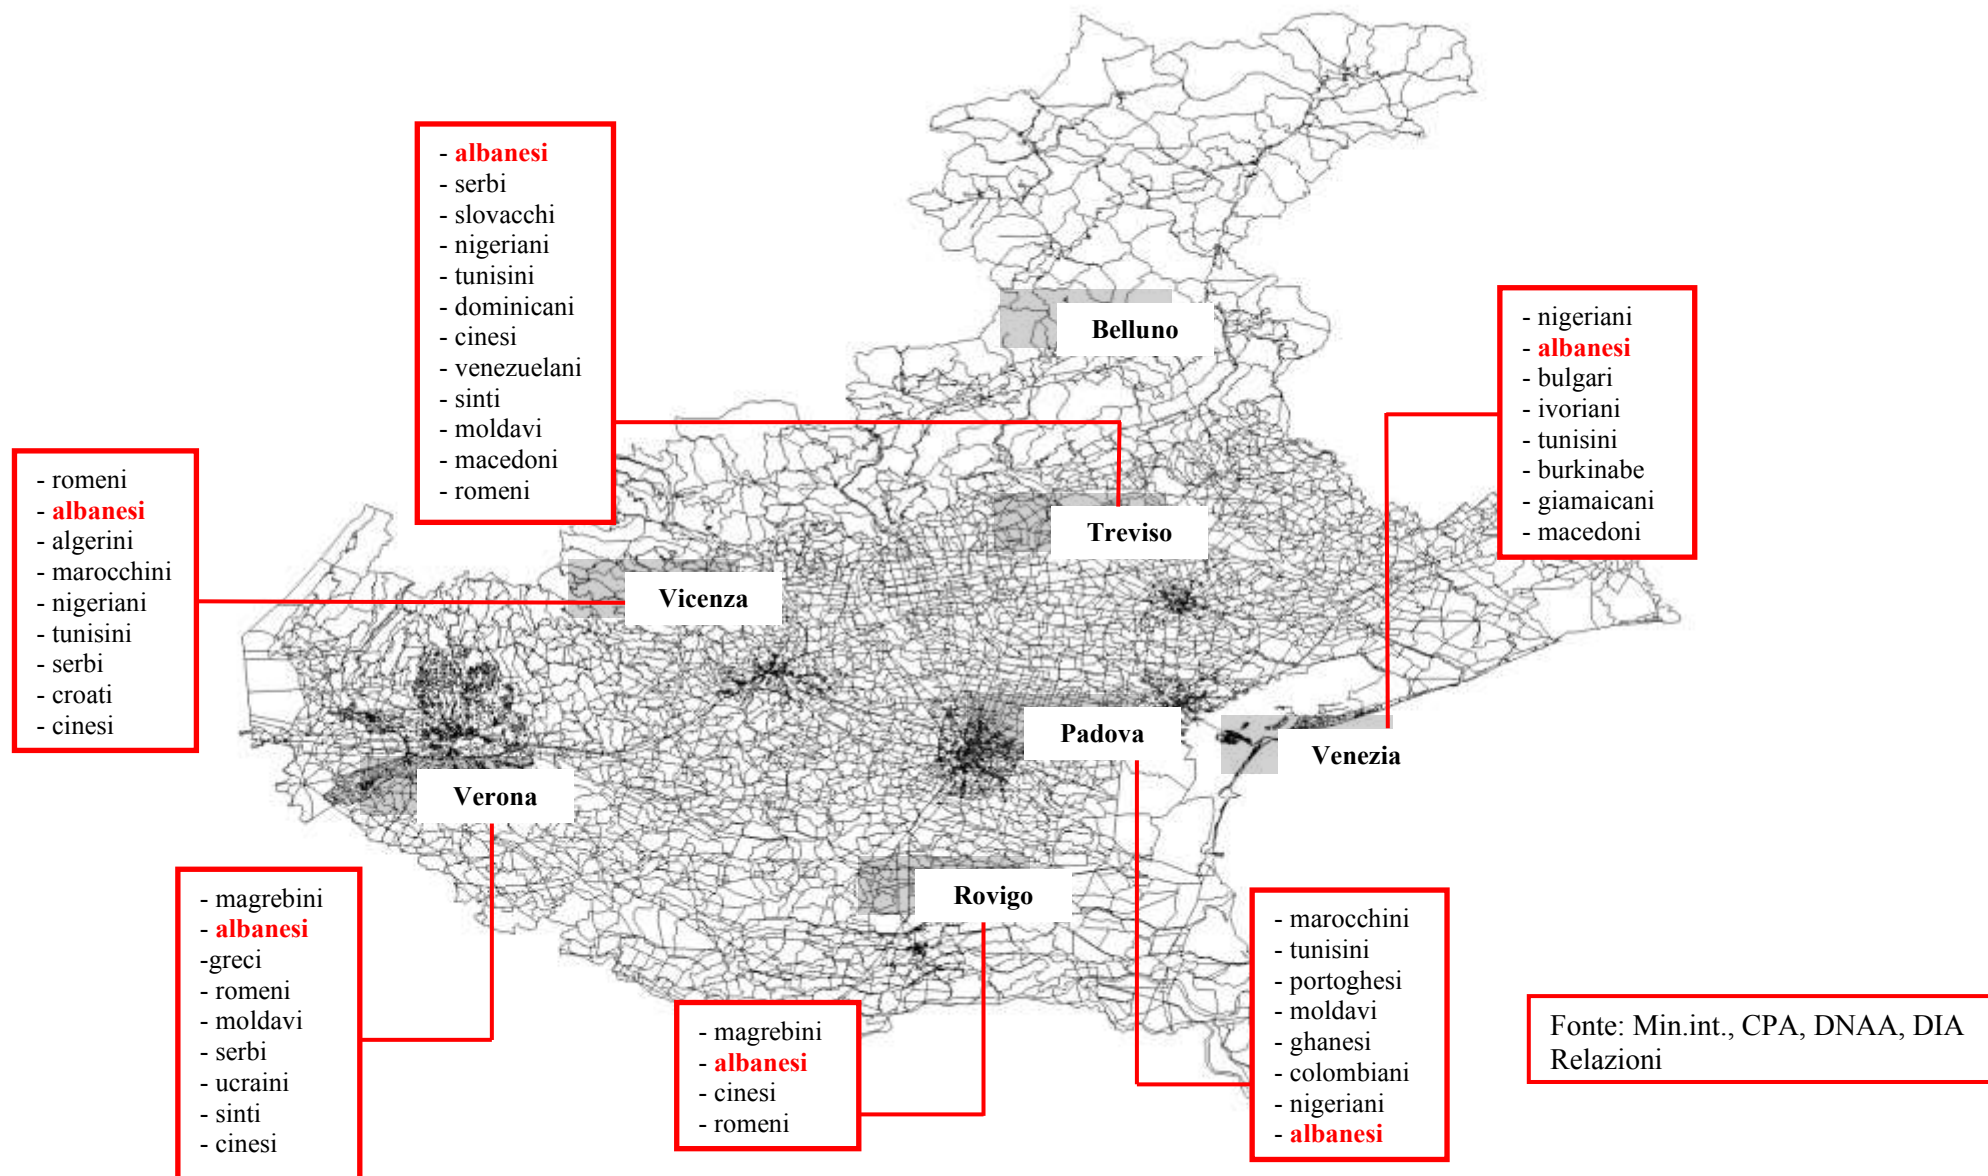 - albanesi
- serbi
- slovacchi
- nigeriani
- tunisini
- dominicani
- cinesi
- venezuelani
- sinti
- moldavi
- macedoni
- romeni
Belluno
- nigeriani
- albanesi
- bulgari
- ivoriani
- tunisini
- burkinabe
- giamaicani
- macedoni
- romeni
- albanesi
- algerini
- marocchini
- nigeriani
- tunisini
- serbi
- croati
- cinesi
Treviso
Vicenza
Padova
Venezia
Verona
Rovigo
- magrebini
- albanesi
-greci
- romeni
- moldavi
- serbi
- ucraini
- sinti
- cinesi
- magrebini
- albanesi
- cinesi
- romeni
- marocchini
- tunisini
- portoghesi
- moldavi
- ghanesi
- colombiani
- nigeriani
- albanesi
Fonte: Min.int., CPA, DNAA, DIA
Relazioni